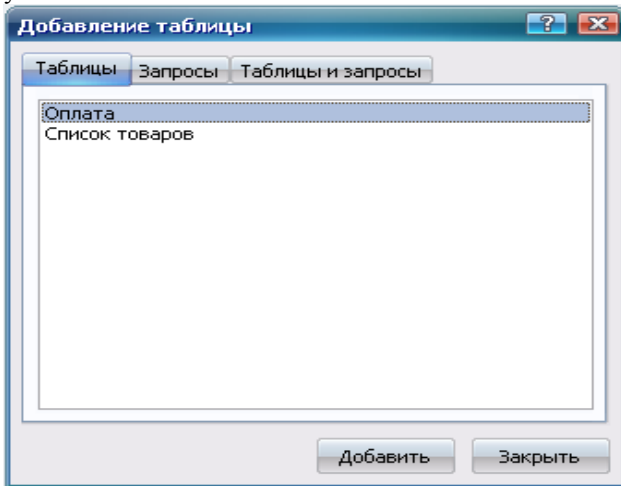 Добавление таблицы
Таблицы Запросы Таблицы и запросы
Оплата
Список товаров
Добавить Закрыть